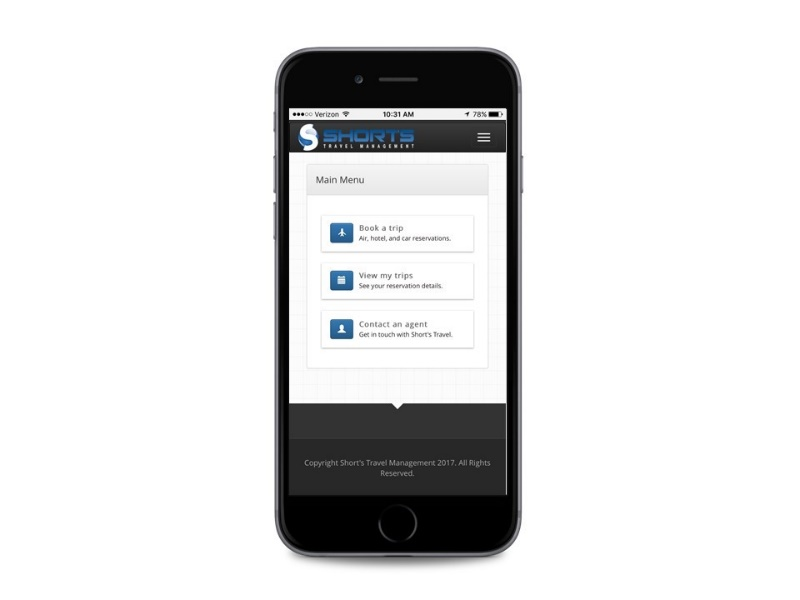 Verizon
10:31 AM
78%
SHORTS
TRAVEL MANAGEMENT
Main Menu
Book a trip
Air, hotel, and car reservations.
View my trips
See your reservation details.
Contact an agent
Get in touch with Short's Travel.
Copyright Short's Travel Management 2017. All Rights
Reserved.